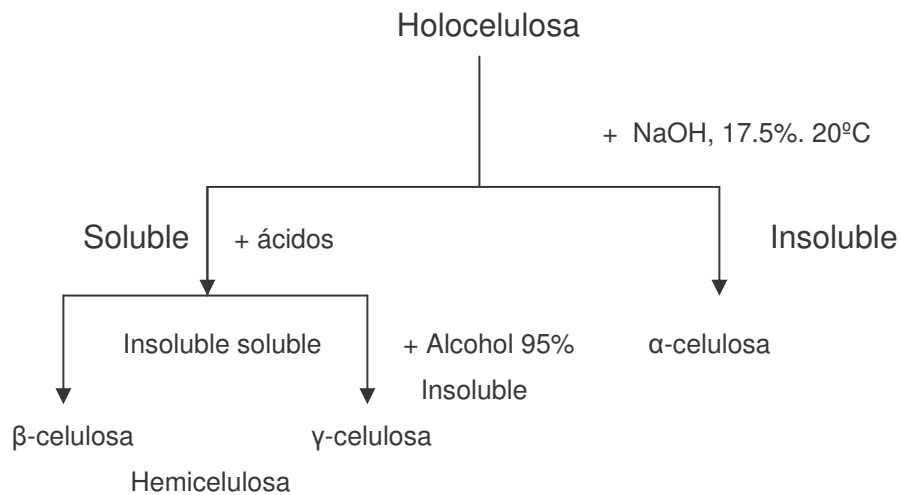 Holocelulosa
+ NaOH, 17.5%. 20ºC
Soluble
+ ácidos
Insoluble
Insoluble soluble
+ Alcohol 95%
α-celulosa
Insoluble
β-celulosa
γ-celulosa
Hemicelulosa